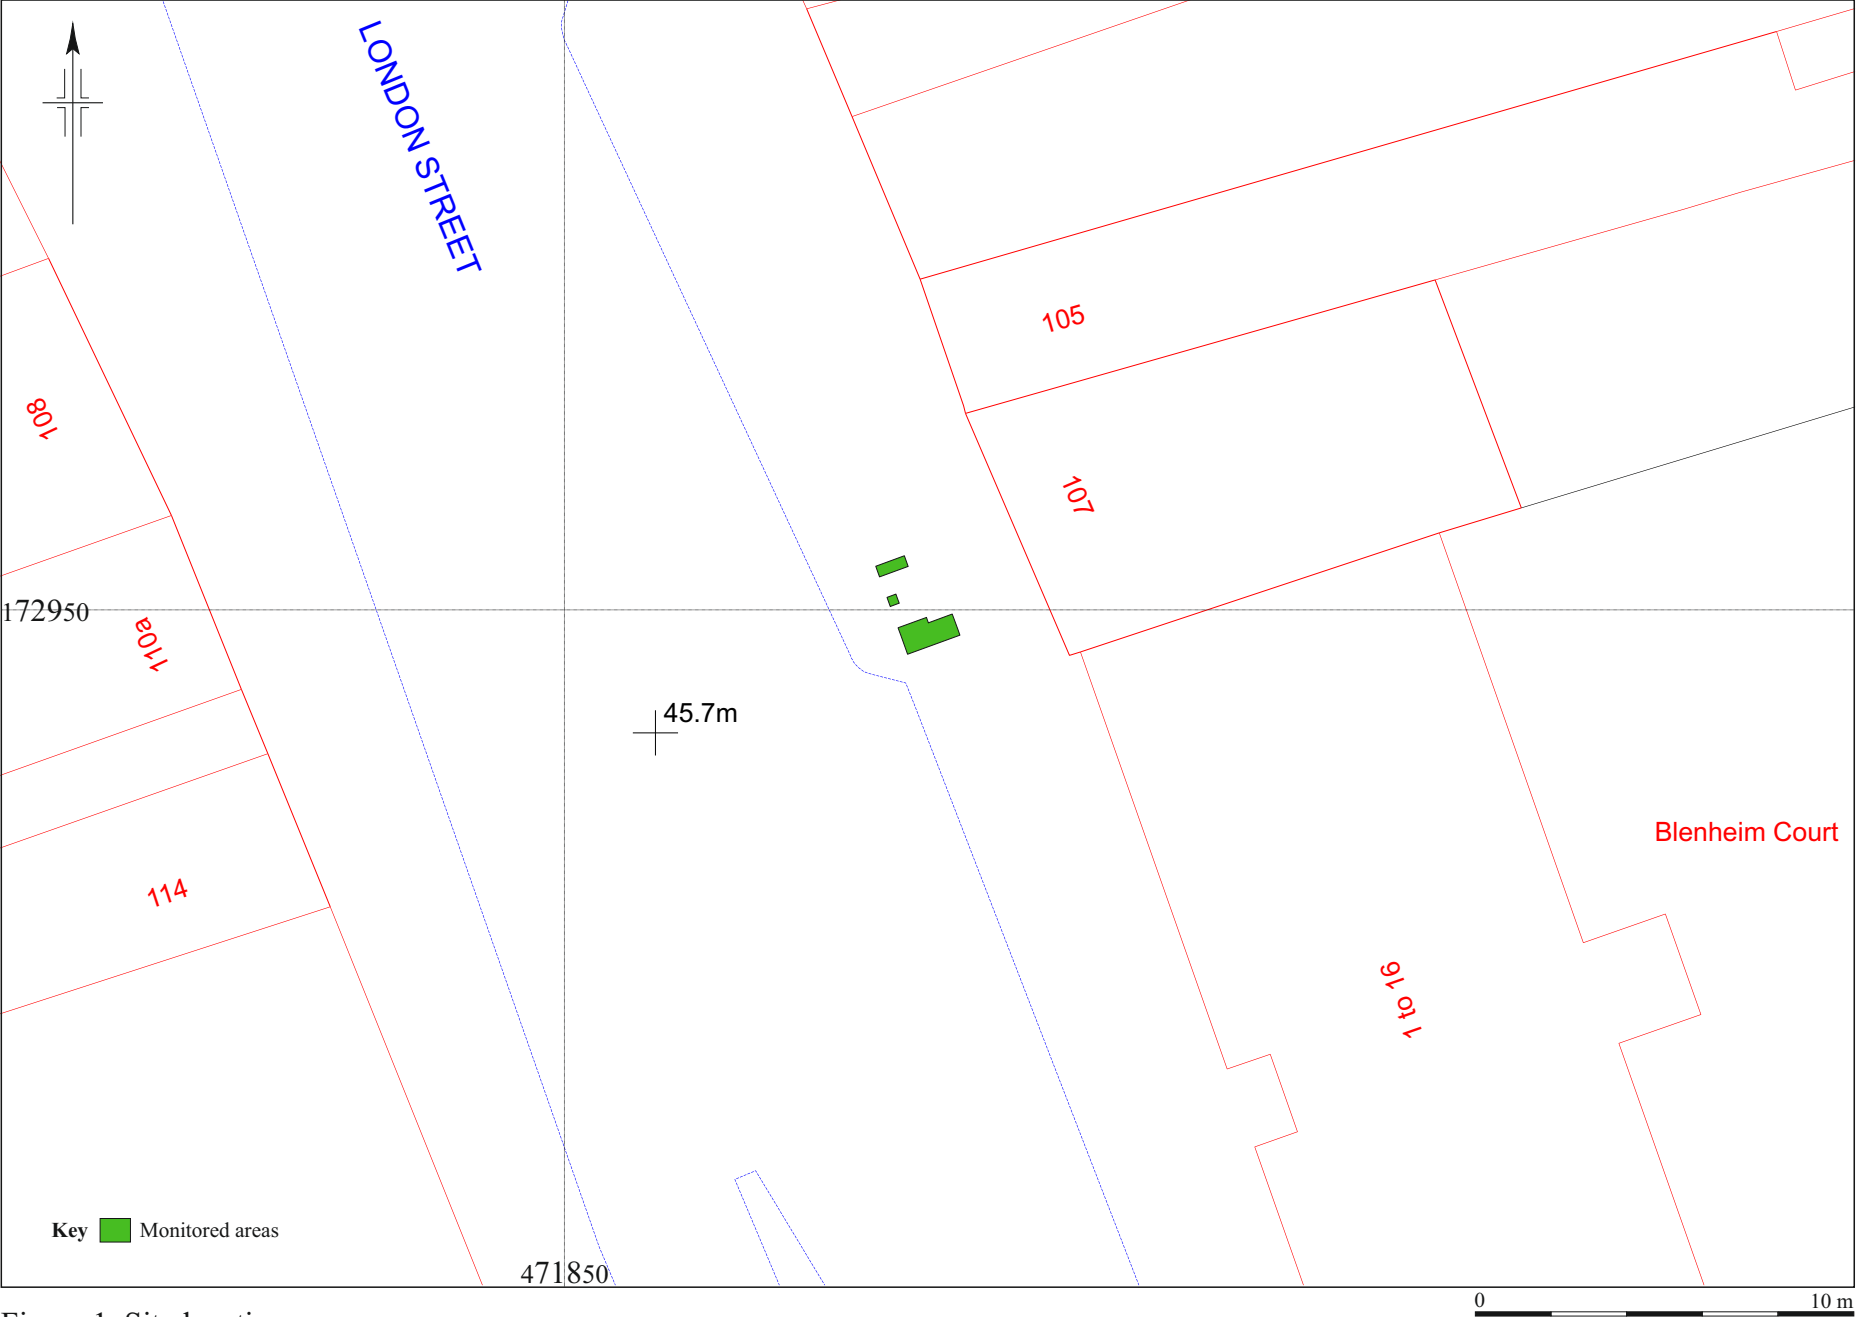 LONDON STREET
105
108
107
172950
110a
45.7m
Blenheim Court
114
1 to 16
Key Monitored areas
471850
0 10 m